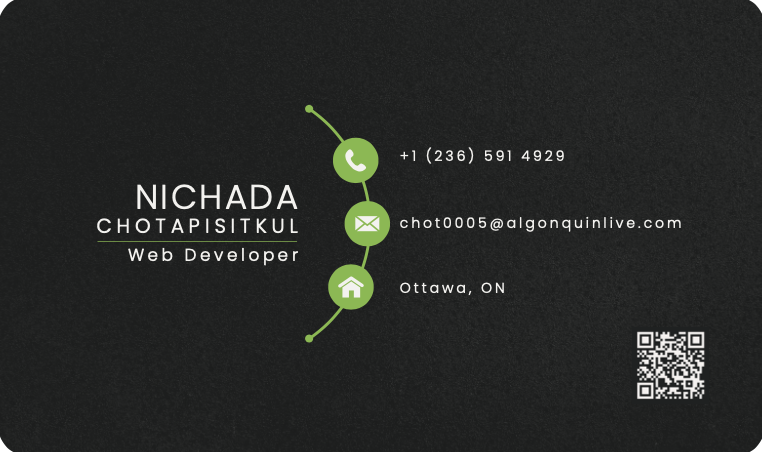 NICHADA
CHOTAPISITKUL
Web Developer
+1 (236) 591 4929
chot0005@algonquinlive.com
Ottawa, ON